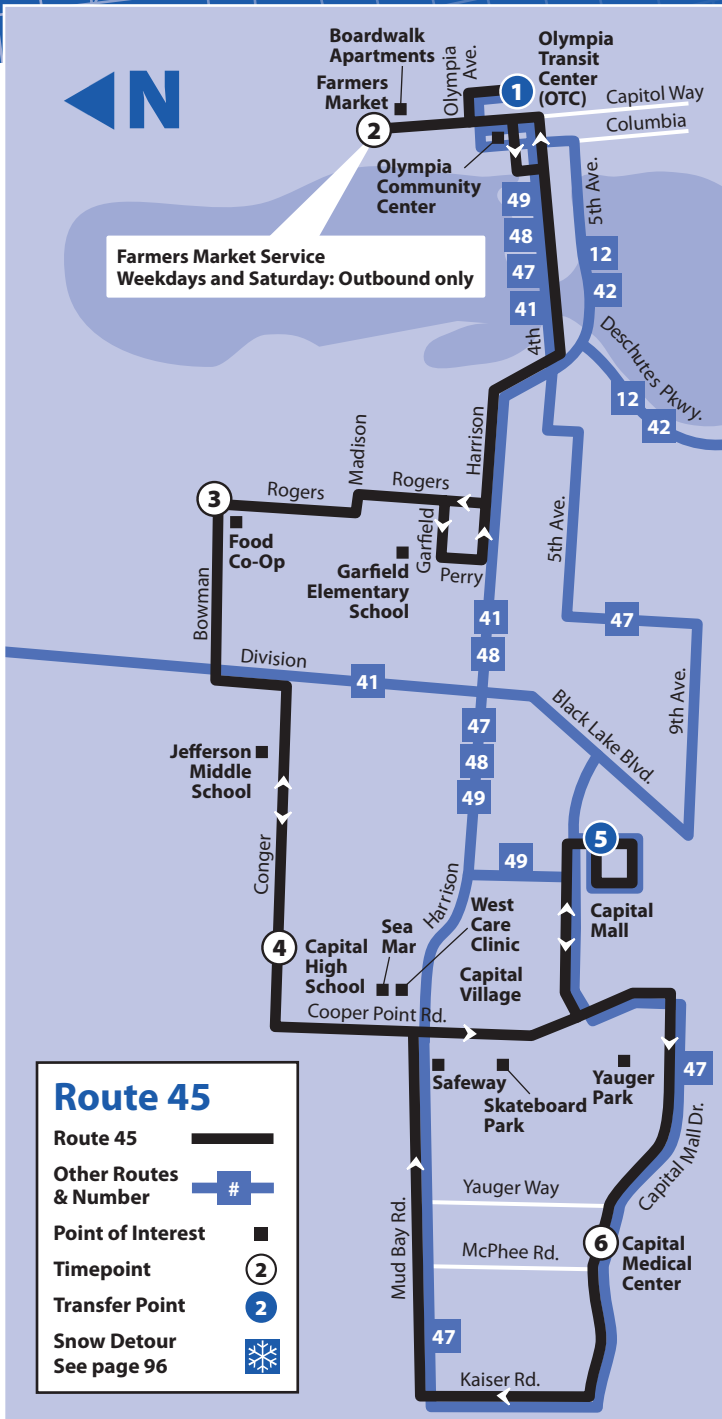 Boardwalk
Apartments
Farmers
Market
Olympia
Ave.
1
Olympia
Transit
Center
(OTC)
Capitol Way
Columbia
N
2
Olympia
Community
Center
5th Ave.
49
48
47
41
12
42
Farmers Market Service
Weekdays and Saturday: Outbound only
4th
Deschutes Pkwy.
12
42
Harrison
Madison
Rogers
Rogers
3
Food
Co-Op
Garfield
Garfield
Elementary
School
Perry
5th Ave.
Bowman
41
48
47
Division
41
47
48
49
Black Lake Blvd.
9th Ave.
Jefferson
Middle
School
Conger
5
49
Harrison
Capital
Mall
4
Capital
High
School
Sea
Mar
West
Care
Clinic
Capital
Village
Cooper Point Rd.
Safeway
Skateboard
Park
Yauger
Park
47
Capital Mall Dr.
Yauger Way
Mud Bay Rd.
McPhee Rd.
6
Capital
Medical
Center
47
Kaiser Rd.
Route 45
Route 45
Other Routes
& Number
#
Point of Interest
Timepoint
2
Transfer Point
2
Snow Detour
See page 96